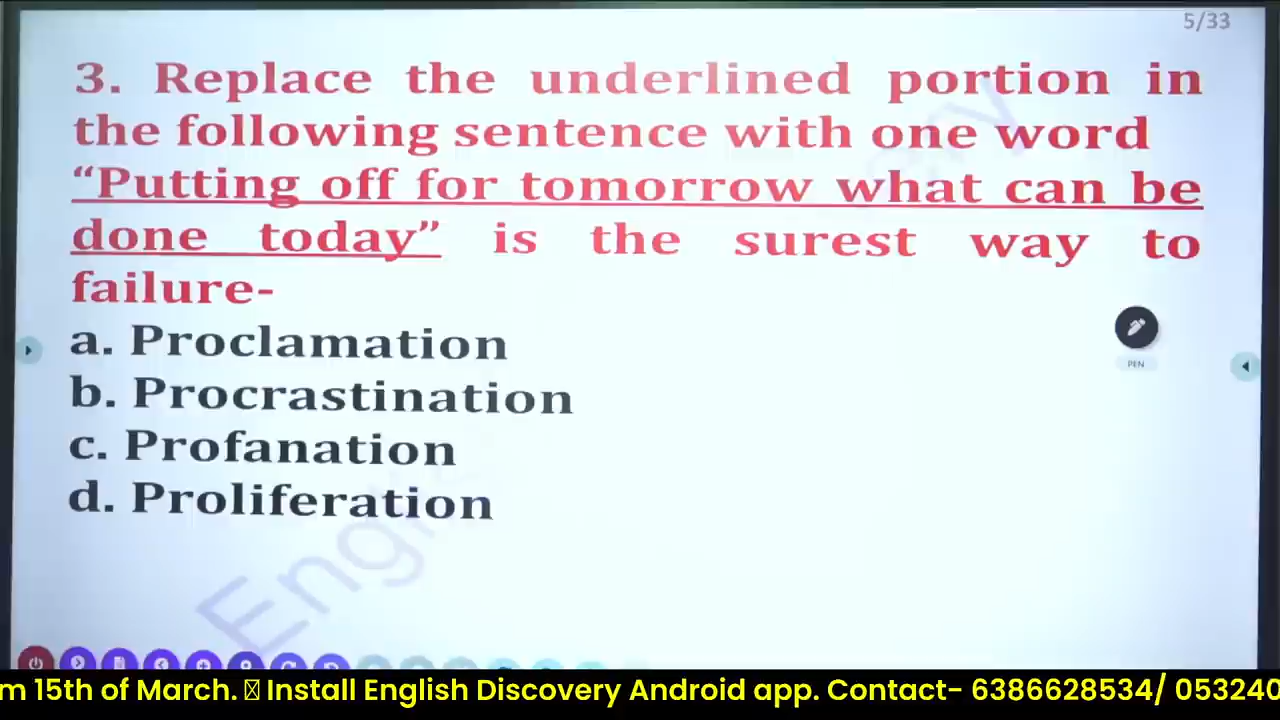 5/33
3. Replace the underlined portion in
the following sentence with one word
“Putting off for tomorrow what can be
done today” is the surest way to
failure-
a. Proclamation
b. Procrastination
c. Profanation
d. Proliferation
PEN
m 15th of March. Install English Discovery Android app. Contact- 6386628534/ 053240